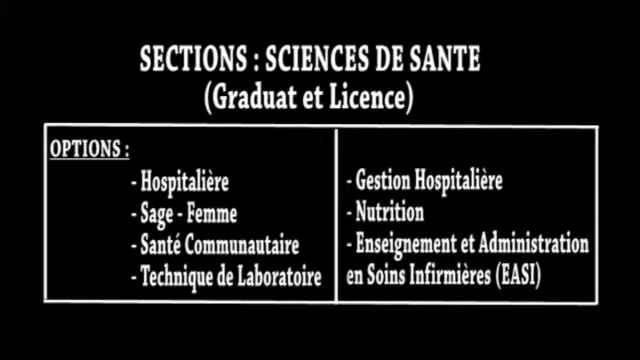 SECTIONS : SCIENCES DE SANTE
(Graduat et Licence)
OPTIONS :
- Hospitalière
- Sage - Femme
- Santé Communautaire
- Technique de Laboratoire
- Gestion Hospitalière
- Nutrition
- Enseignement et Administration
en Soins Infirmières (EASI)